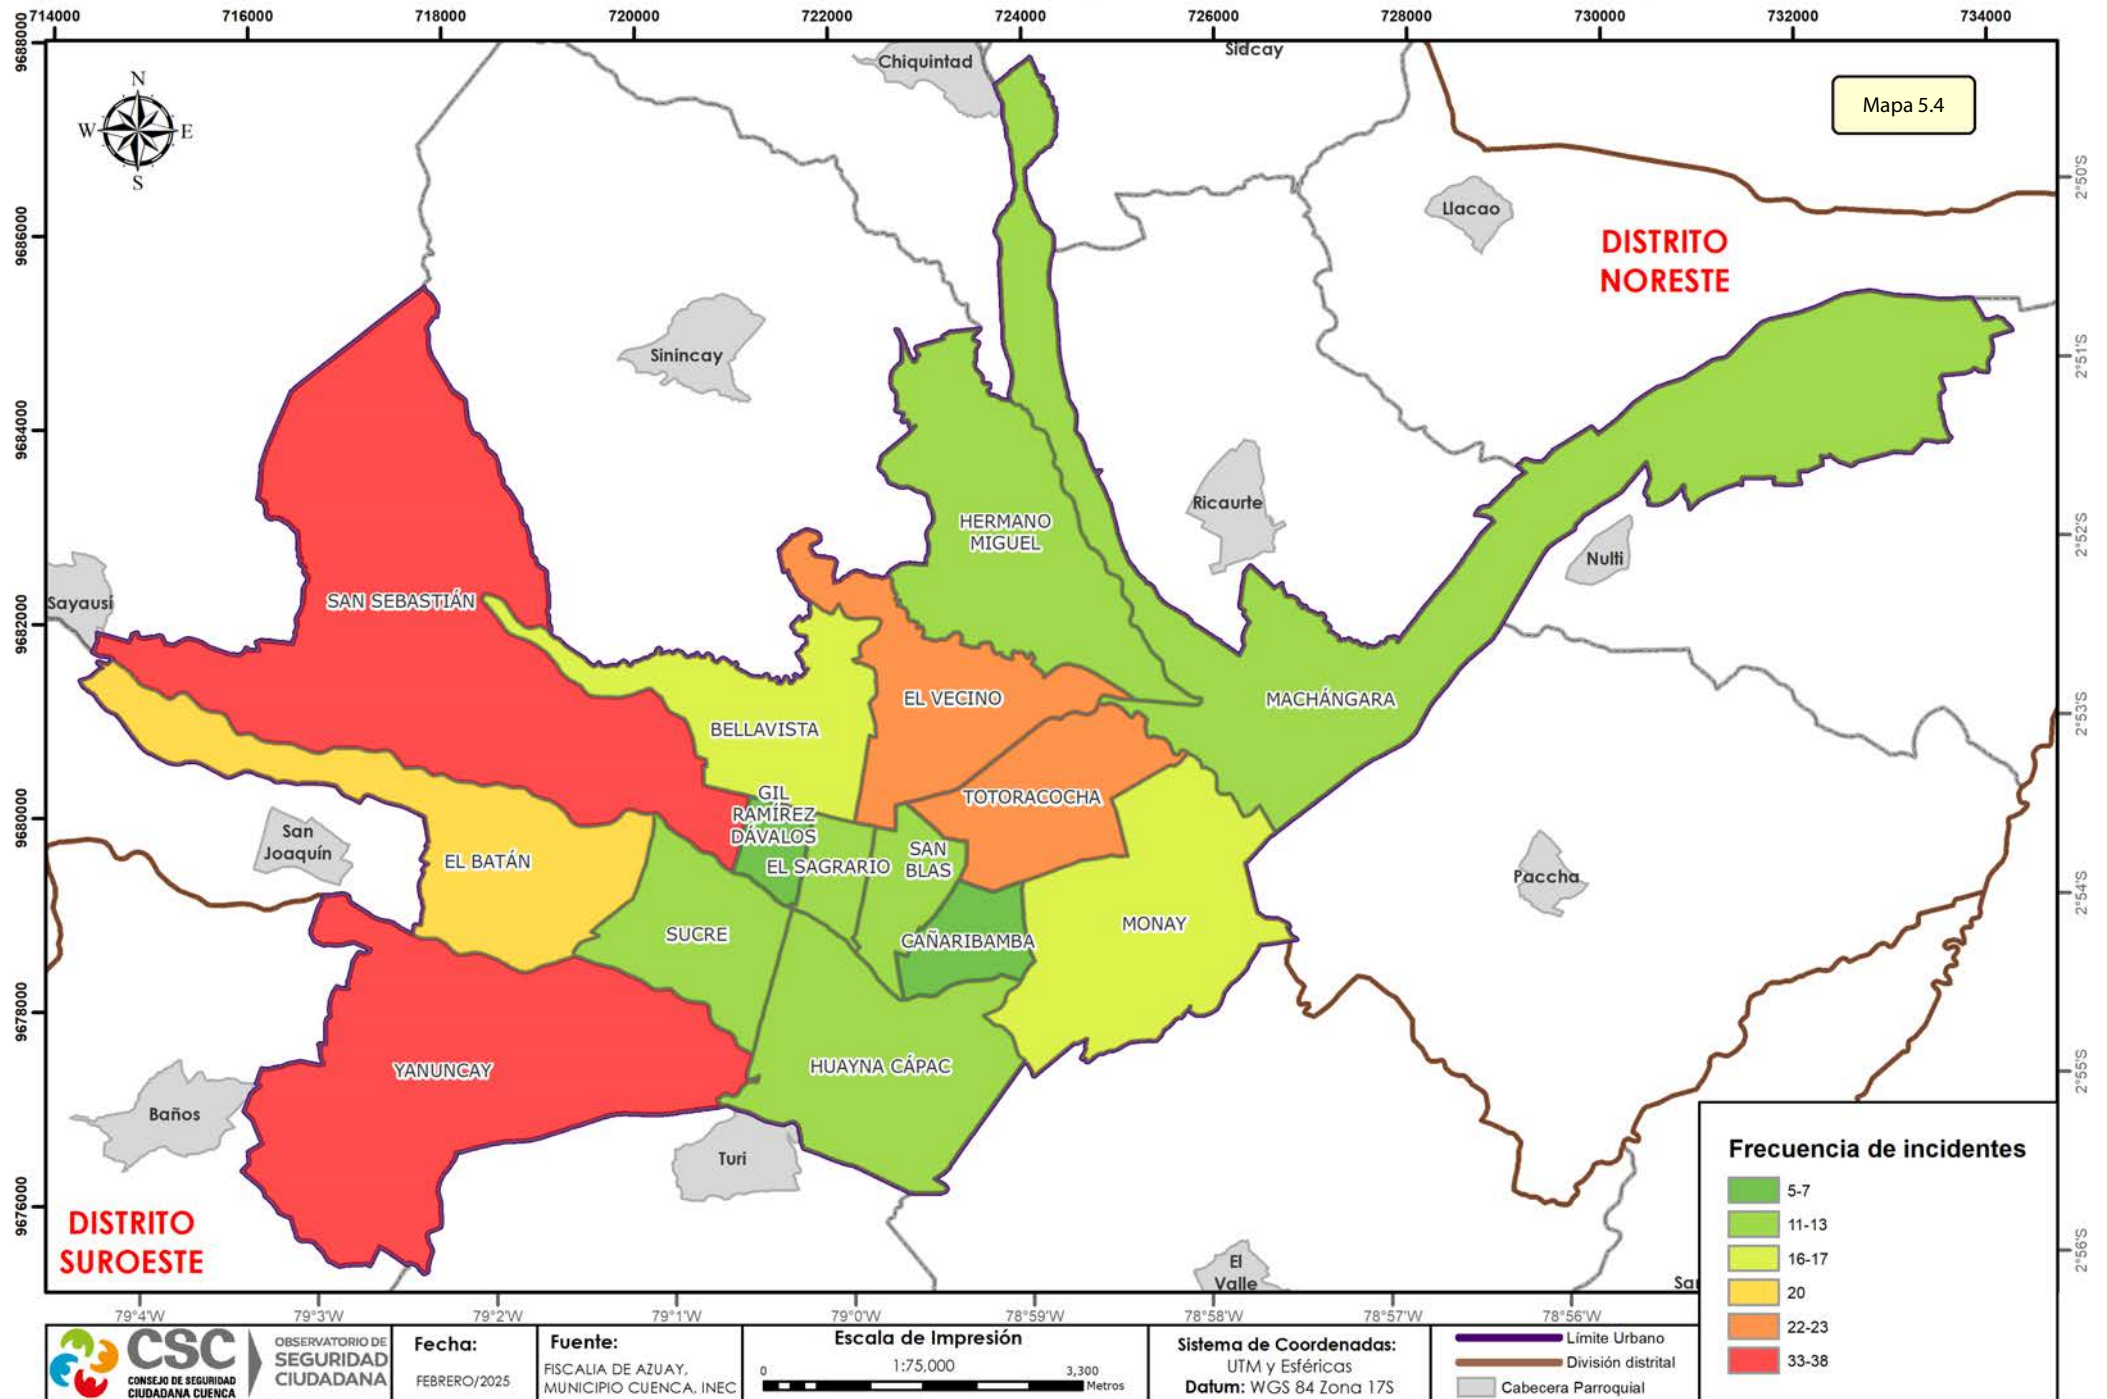 714000 716000 718000 720000 722000 724000 726000 728000 730000 732000 734000
9688000
9686000
9684000
9682000
9680000
9678000
9676000
2°50'S
2°51'S
2°52'S
2°53'S
2°54'S
2°55'S
2°56'S
N
W E
S
Mapa 5.4
Chiquintad
Sidcay
Llacao
DISTRITO
NORESTE
Sinincay
Ricaurte
Nulti
Sayausí
HERMANO
MIGUEL
SAN SEBASTIÁN
EL VECINO
MACHÁNGARA
BELLAVISTA
GIL
RAMÍREZ
DÁVALOS
TOTORACOCHA
San
Joaquín
EL BATÁN
EL SAGRARIO
SAN
BLAS
Paccha
SUCRE
CAÑARIBAMBA
MONAY
YANUNCAY
HUAYNA CÁPAC
Baños
Turi
DISTRITO
SUROESTE
El
Valle
Frecuencia de incidentes
5-7
11-13
16-17
20
22-23
33-38
79°4'W 79°3'W 79°2'W 79°1'W 79°0'W 78°59'W 78°58'W 78°57'W 78°56'W
CSC
CONSEJO DE SEGURIDAD
CIUDADANA CUENCA
OBSERVATORIO DE
SEGURIDAD
CIUDADANA
Fecha:
FEBRERO/2025
Fuente:
FISCALIA DE AZUAY,
MUNICIPIO CUENCA, INEC
Escala de Impresión
1:75.000
0 3,300
Metros
Sistema de Coordenadas:
UTM y Esféricas
Datum: WGS 84 Zona 17S
Límite Urbano
División distrital
Cabecera Parroquial